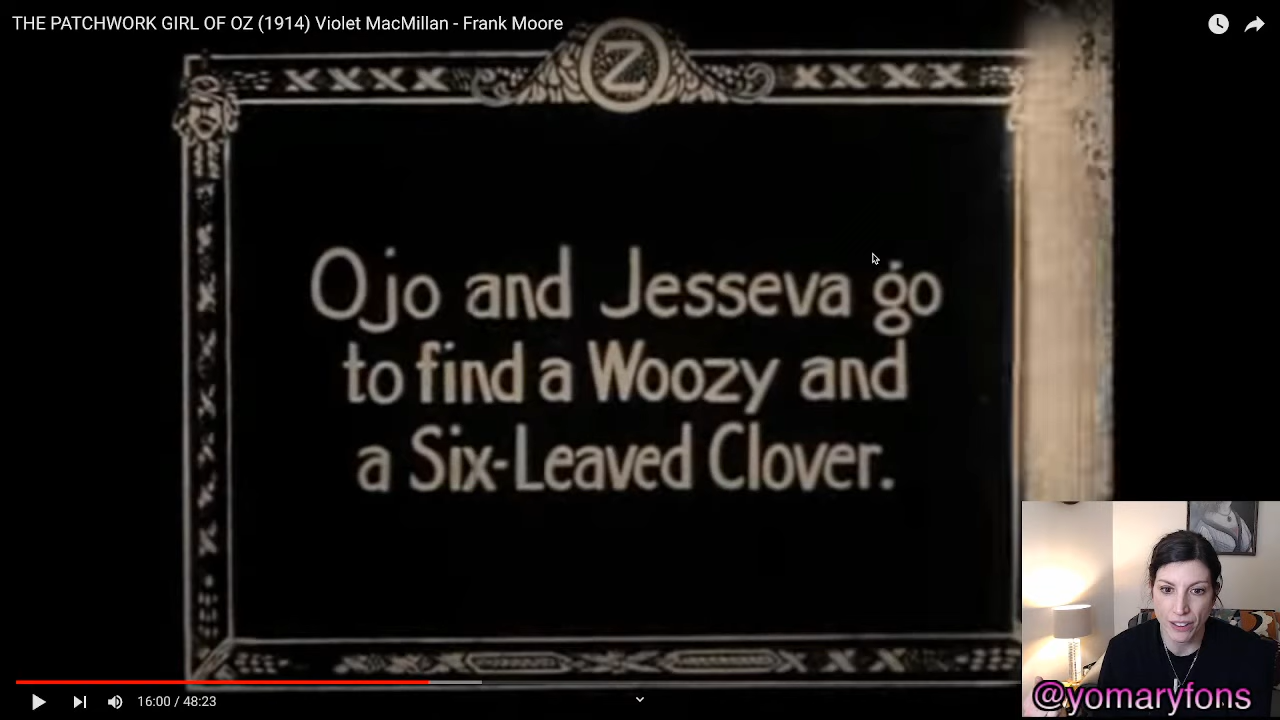 THE PATCHWORK GIRL OF OZ (1914) Violet MacMillan - Frank Moore
OZ
Ojo and Jesseva go
to find a Woozy and
a Six-Leaved Clover.
16:00 / 48:23
@yomaryfons